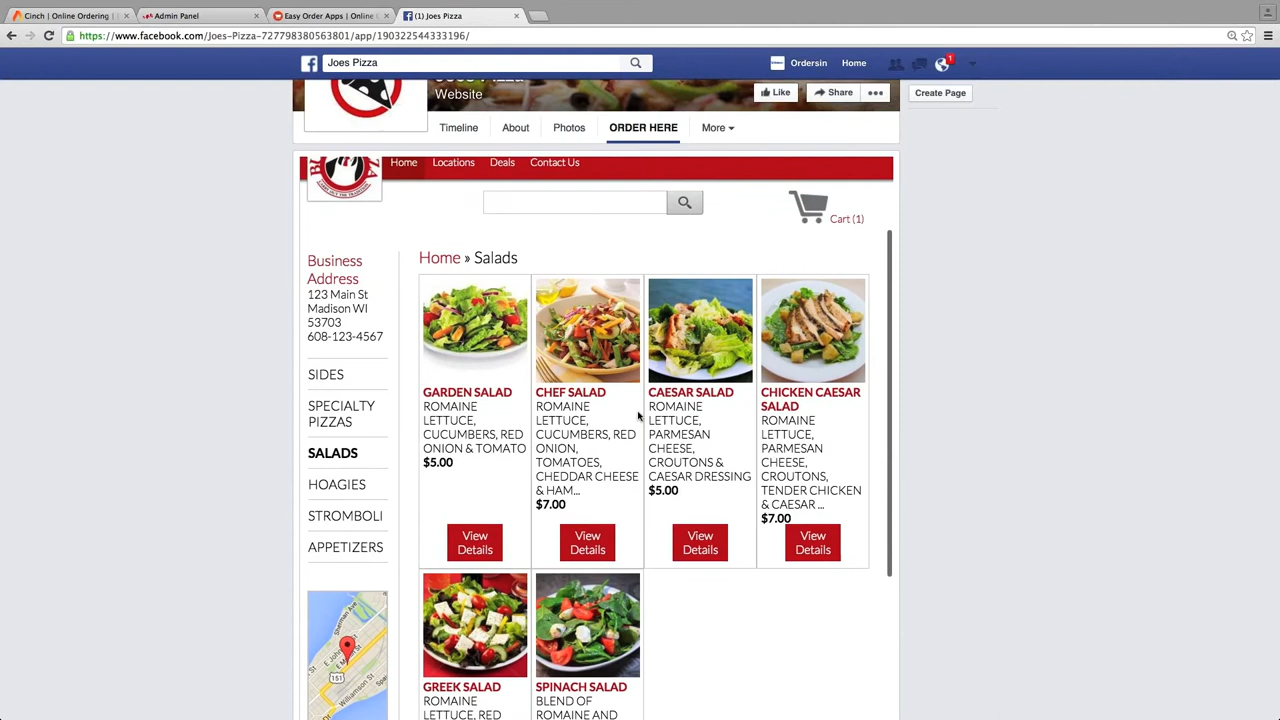 Cinch | Online Ordering |
Admin Panel
Easy Order Apps | Online
(1) Joes Pizza
https://www.facebook.com/Joes-Pizza-727798380563801/app/190322544333196/
Joes Pizza
Ordersin
Home
1
Website
Like
Share
Create Page
Timeline
About
Photos
ORDER HERE
More
Home
Locations
Deals
Contact Us
Cart (1)
Business
Address
123 Main St
Madison WI
53703
608-123-4567
SIDES
SPECIALTY
PIZZAS
SALADS
HOAGIES
STROMBOLI
APPETIZERS
Home » Salads
GARDEN SALAD
ROMAINE
LETTUCE,
CUCUMBERS, RED
ONION & TOMATO
$5.00
View
Details
CHEF SALAD
ROMAINE
LETTUCE,
CUCUMBERS, RED
ONION,
TOMATOES,
CHEDDAR CHEESE
& HAM...
$7.00
View
Details
CAESAR SALAD
ROMAINE
LETTUCE,
PARMESAN
CHEESE,
CROUTONS &
CAESAR DRESSING
$5.00
View
Details
CHICKEN CAESAR
SALAD
ROMAINE
LETTUCE,
PARMESAN
CHEESE,
CROUTONS,
TENDER CHICKEN
& CAESAR ...
$7.00
View
Details
GREEK SALAD
ROMAINE
LETTUCE, RED
SPINACH SALAD
BLEND OF
ROMAINE AND
151
Williamson St